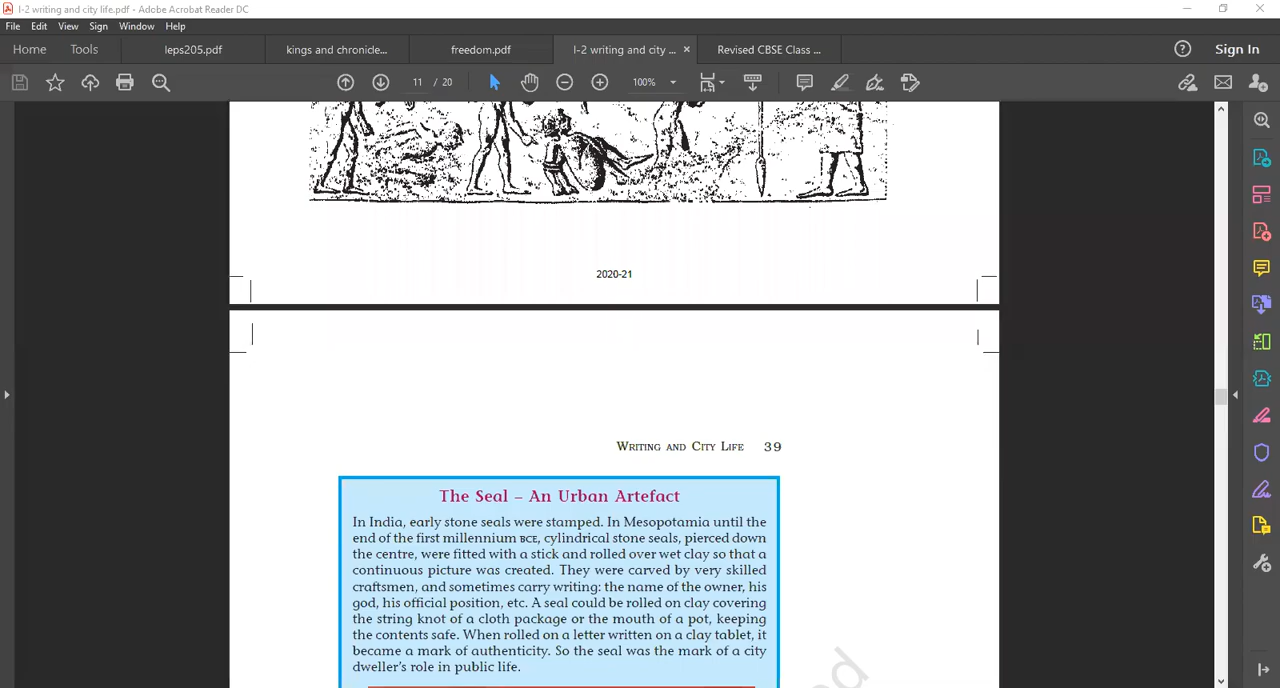 I-2 writing and city life.pdf - Adobe Acrobat Reader DC
File Edit View Sign Window Help
Home Tools leps205.pdf kings and chronicle... freedom.pdf I-2 writing and city ... × Revised CBSE Class ... Sign In
11 / 20 100%
2020-21
WRITING AND CITY LIFE 39
The Seal – An Urban Artefact
In India, early stone seals were stamped. In Mesopotamia until the
end of the first millennium BCE, cylindrical stone seals, pierced down
the centre, were fitted with a stick and rolled over wet clay so that a
continuous picture was created. They were carved by very skilled
craftsmen, and sometimes carry writing: the name of the owner, his
god, his official position, etc. A seal could be rolled on clay covering
the string knot of a cloth package or the mouth of a pot, keeping
the contents safe. When rolled on a letter written on a clay tablet, it
became a mark of authenticity. So the seal was the mark of a city
dweller's role in public life.